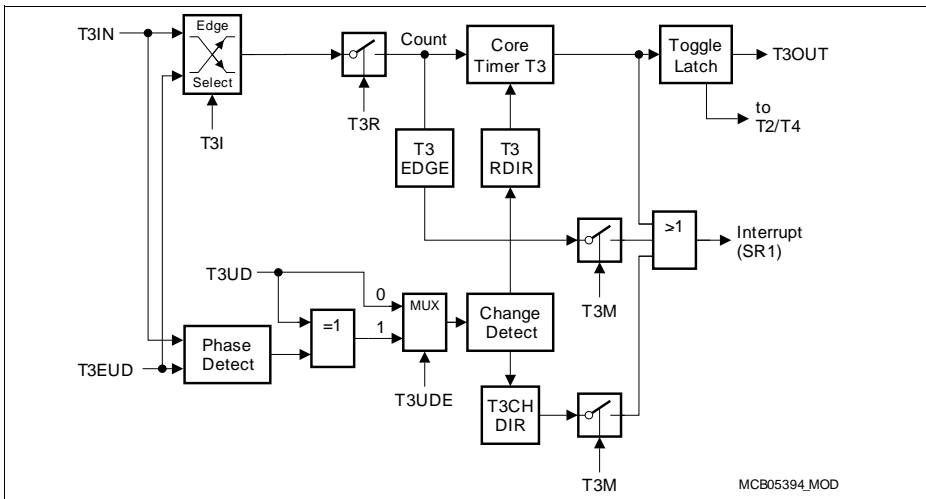 T3IN
Edge
Select
T3I
T3R
Count
Core
Timer T3
Toggle
Latch
T3OUT
to
T2/T4
T3
EDGE
T3
RDIR
≥1
Interrupt
(SR1)
T3M
T3UD
0
MUX
=1
1
Change
Detect
Phase
Detect
T3EUD
T3UDE
T3CH
DIR
T3M
MCB05394_MOD